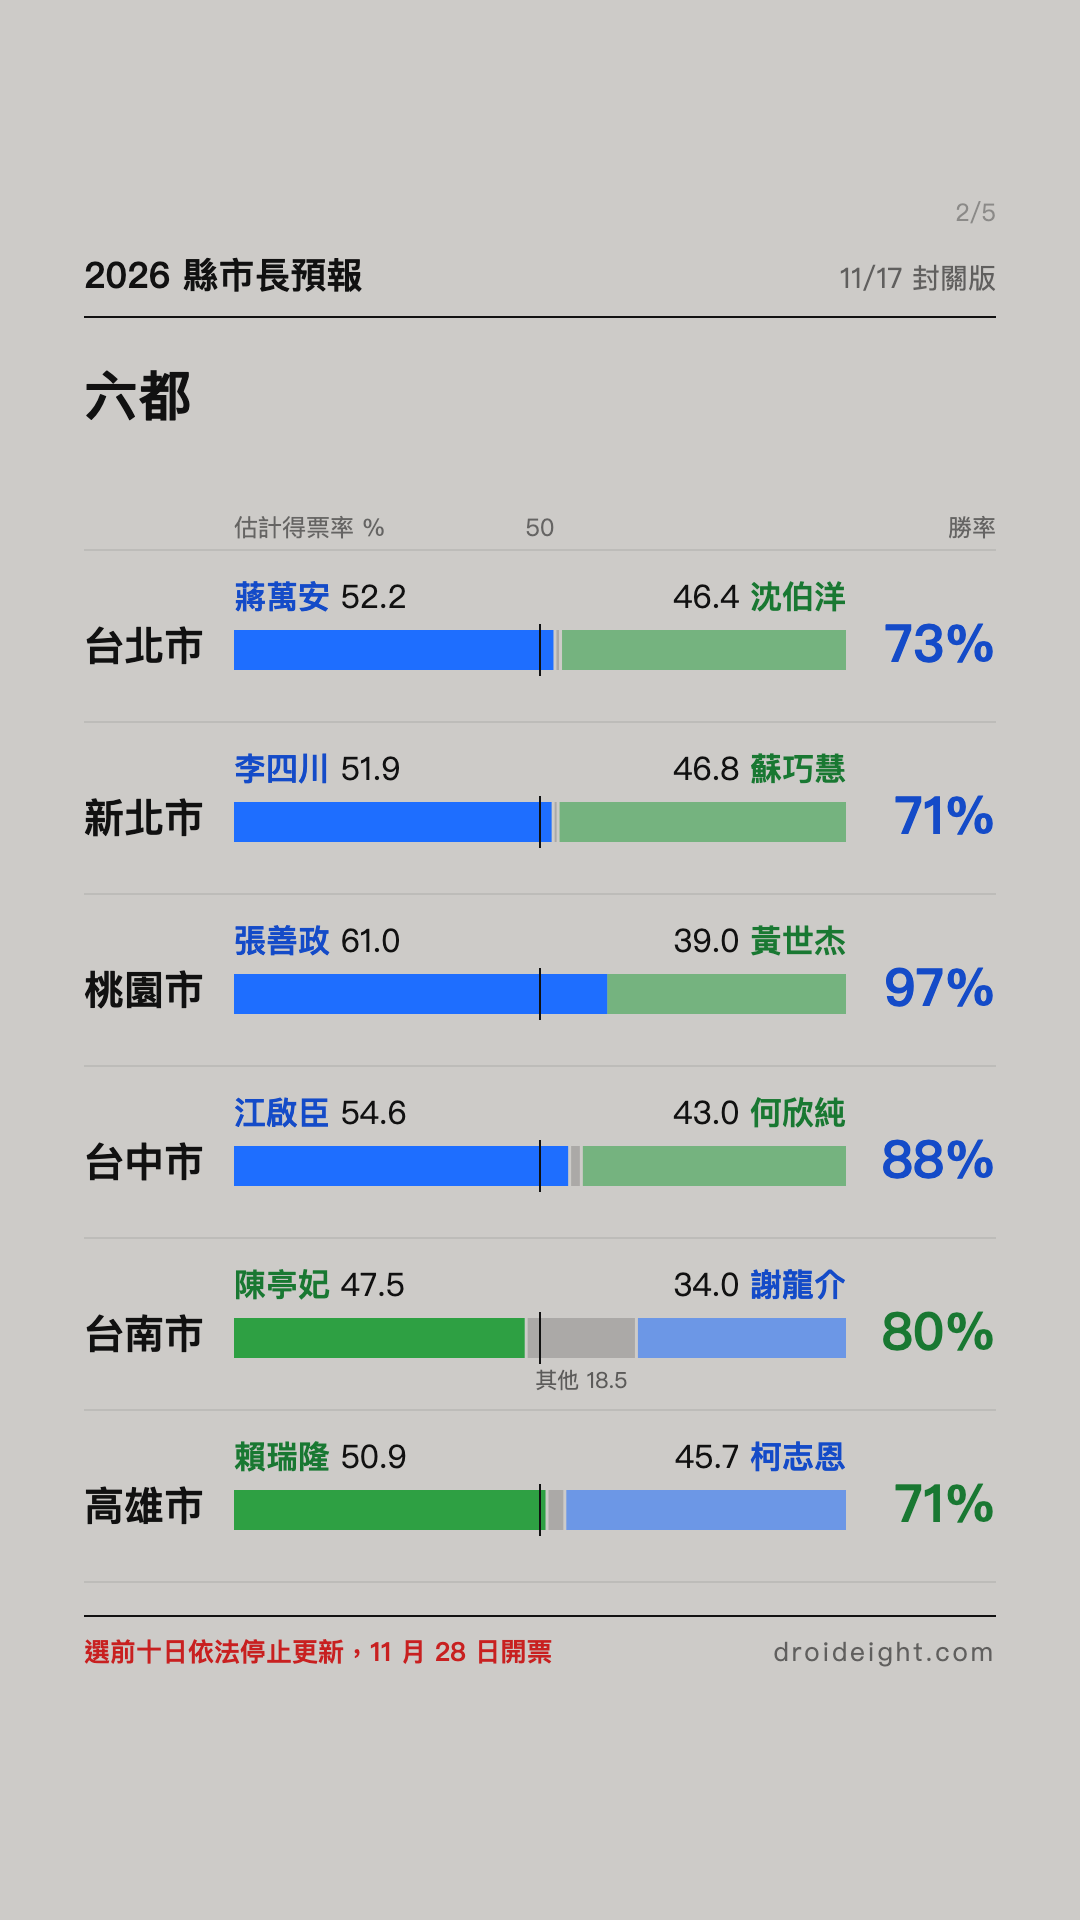 2/5
2026 縣市長預報 11/17 封關版
六都
估計得票率 % 50 勝率
蔣萬安 52.2 46.4 沈伯洋
台北市 73%
李四川 51.9 46.8 蘇巧慧
新北市 71%
張善政 61.0 39.0 黃世杰
桃園市 97%
江啟臣 54.6 43.0 何欣純
台中市 88%
陳亭妃 47.5 34.0 謝龍介
台南市 80%
其他 18.5
賴瑞隆 50.9 45.7 柯志恩
高雄市 71%
選前十日依法停止更新，11 月 28 日開票 droideight.com